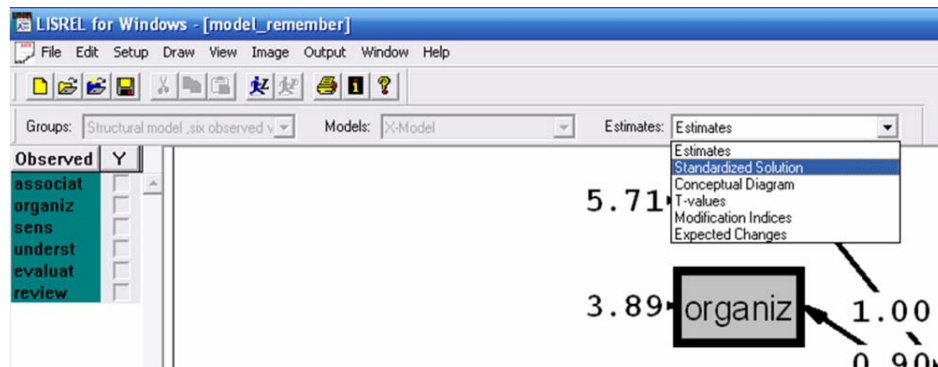 LISREL for Windows - [model_remember]
File Edit Setup Draw View Image Output Window Help
Groups: Structural model ,six observed v Models: X-Model Estimates: Estimates
Observed Y
Estimates
Standardized Solution
Conceptual Diagram
T-values
Modification Indices
Expected Changes
associat
organiz
sens
underst
evaluat
review
5.71
3.89 organiz 1.00
0.90